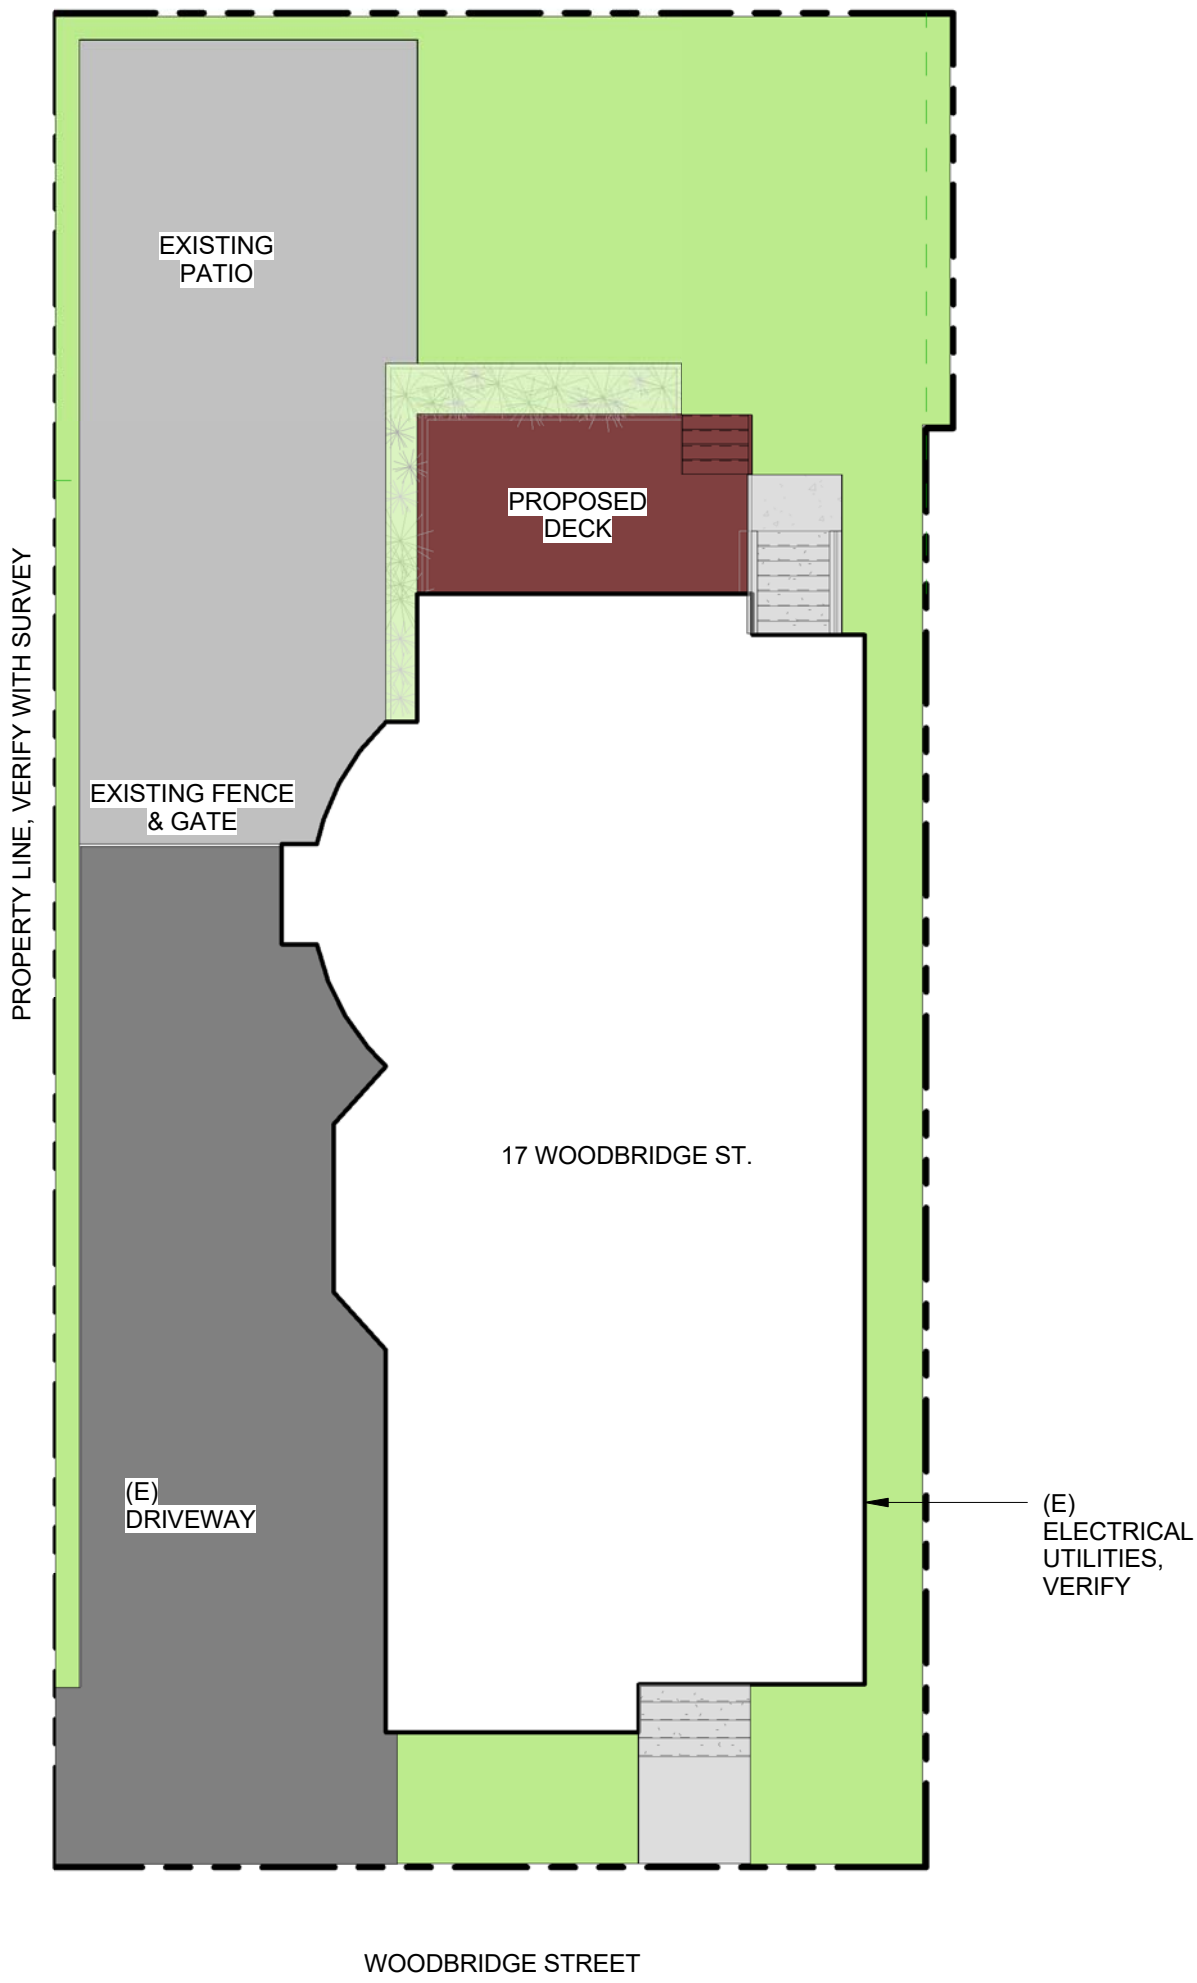 EXISTING
PATIO
PROPOSED
DECK
PROPERTY LINE, VERIFY WITH SURVEY
EXISTING FENCE
& GATE
17 WOODBRIDGE ST.
(E)
DRIVEWAY
(E)
ELECTRICAL
UTILITIES,
VERIFY
WOODBRIDGE STREET